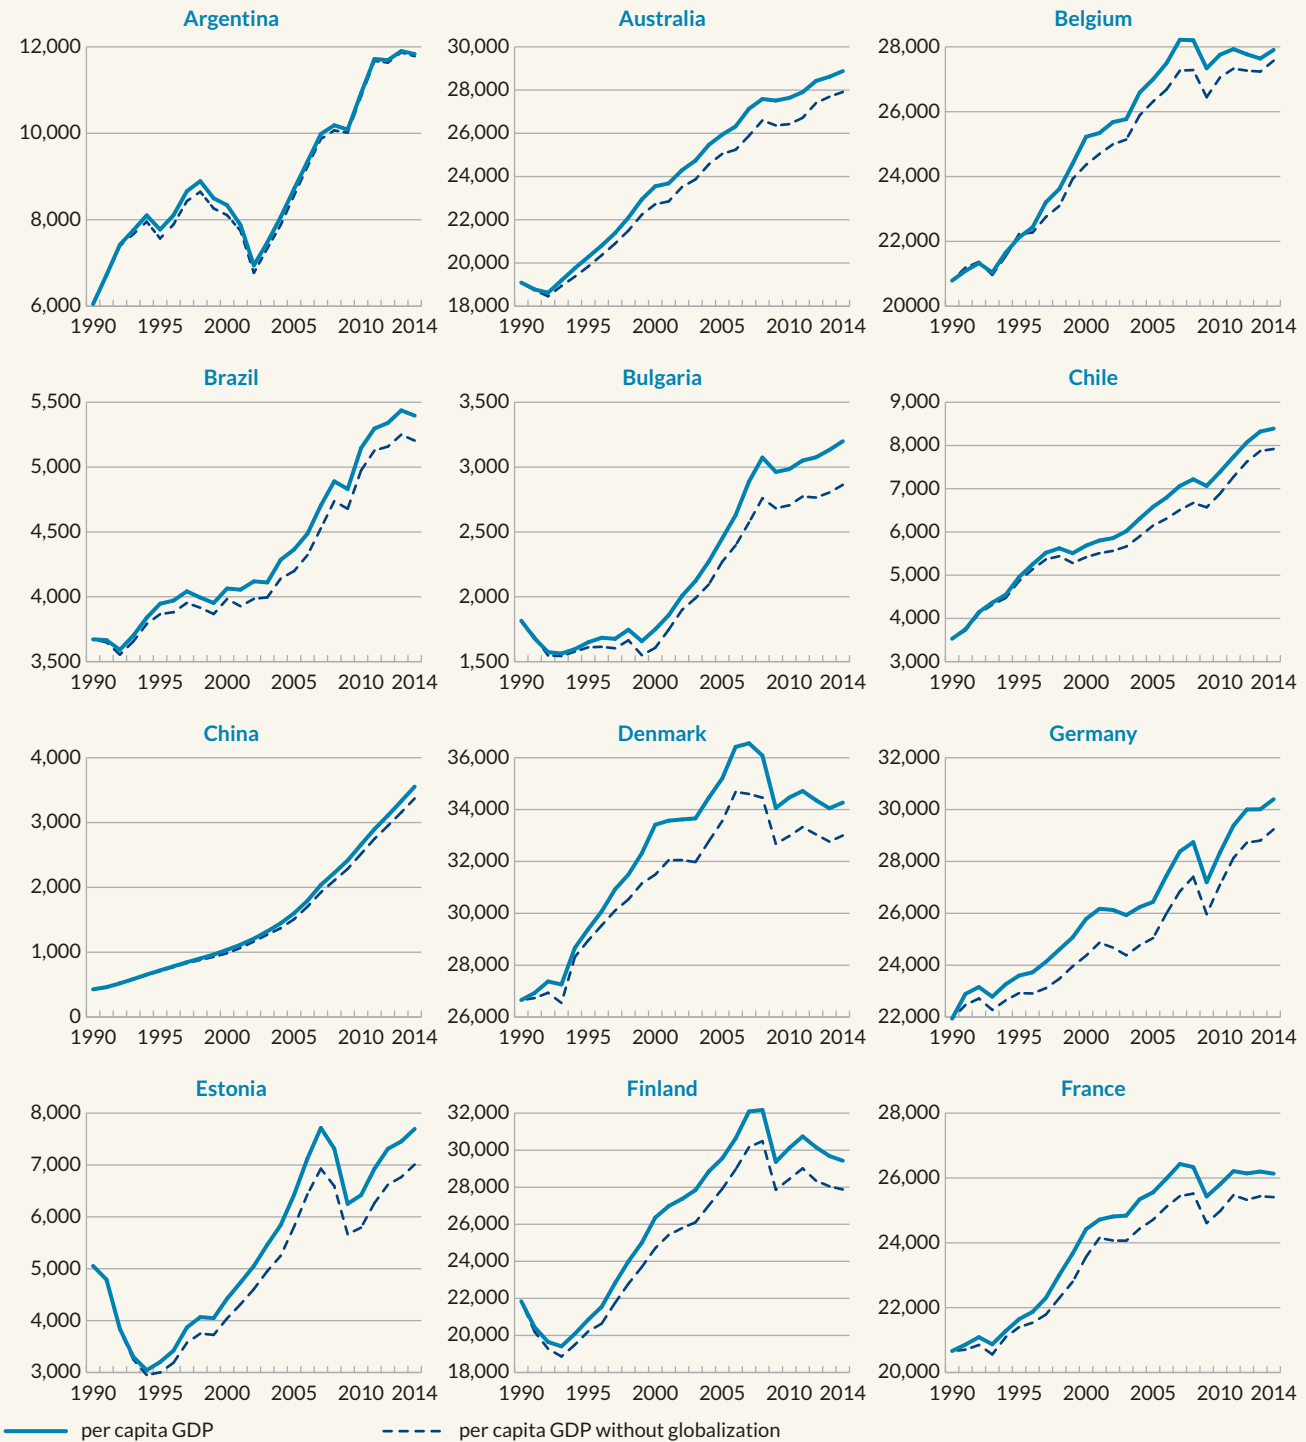 Argentina Australia Belgium
12,000 30,000 28,000
28,000
10,000 26,000 26,000
24,000 24,000
8,000 22,000
20,000 22,000
6,000 18,000 20000
1990 1995 2000 2005 2010 2014 1990 1995 2000 2005 2010 2014 1990 1995 2000 2005 2010 2014
Brazil Bulgaria Chile
5,500 3,500 9,000
8,000
5,000 3,000 7,000
4,500 2,500 6,000
5,000
4,000 2,000 4,000
3,500 1,500 3,000
1990 1995 2000 2005 2010 2014 1990 1995 2000 2005 2010 2014 1990 1995 2000 2005 2010 2014
China Denmark Germany
4,000 36,000 32,000
34,000 30,000
3,000
2,000 32,000 28,000
30,000 26,000
1,000 28,000 24,000
0 26,000 22,000
1990 1995 2000 2005 2010 2014 1990 1995 2000 2005 2010 2014 1990 1995 2000 2005 2010 2014
Estonia Finland France
8,000 32,000 28,000
7,000 30,000 26,000
28,000
6,000 26,000
5,000 24,000 24,000
4,000 22,000 22,000
20,000
3,000 18,000 20,000
1990 1995 2000 2005 2010 2014 1990 1995 2000 2005 2010 2014 1990 1995 2000 2005 2010 2014
per capita GDP per capita GDP without globalization